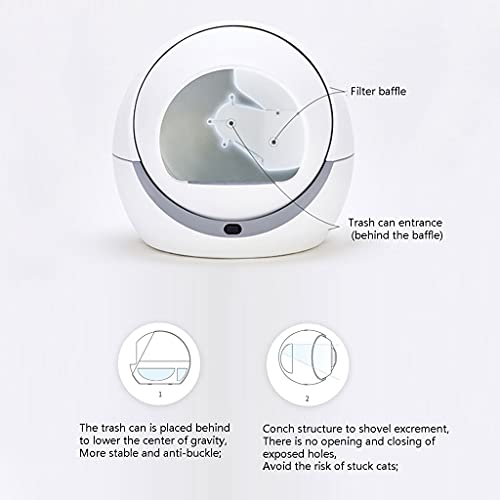 Filter baffle
Trash can entrance
(behind the baffle)
1
2
The trash can is placed behind
to lower the center of gravity,
More stable and anti-buckle;
Conch structure to shovel excrement,
There is no opening and closing of
exposed holes,
Avoid the risk of stuck cats;